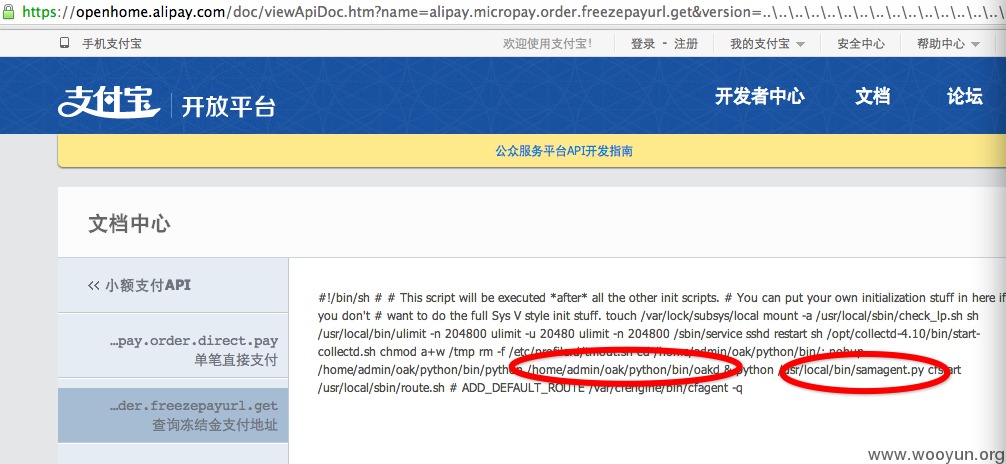 https://openhome.alipay.com/doc/viewApiDoc.htm?name=alipay.micropay.order.freezepayurl.get&version=..\..\..\..\..\..\..\..\..
手机支付宝
欢迎使用支付宝！
登录 - 注册
我的支付宝
安全中心
帮助中心
支付宝 | 开放平台
开发者中心
文档
论坛
公众服务平台API开发指南
文档中心
<< 小额支付API
...pay.order.direct.pay
单笔直接支付
...der.freezepayurl.get
查询冻结金支付地址
#!/bin/sh # # This script will be executed *after* all the other init scripts. # You can put your own initialization stuff in here if
you don't # want to do the full Sys V style init stuff. touch /var/lock/subsys/local mount -a /usr/local/sbin/check_lp.sh sh
/usr/local/bin/ulimit -n 204800 ulimit -u 20480 ulimit -n 204800 /sbin/service sshd restart sh /opt/collectd-4.10/bin/start-
collectd.sh chmod a+w /tmp rm -f /etc/profile.d/tmout.sh cd /home/admin/oak/python/bin/; nohup
/home/admin/oak/python/bin/python /home/admin/oak/python/bin/oakd & python /usr/local/bin/samagent.py cfstart
/usr/local/sbin/route.sh # ADD_DEFAULT_ROUTE /var/cfengine/bin/cfagent -q
www.wooyun.org